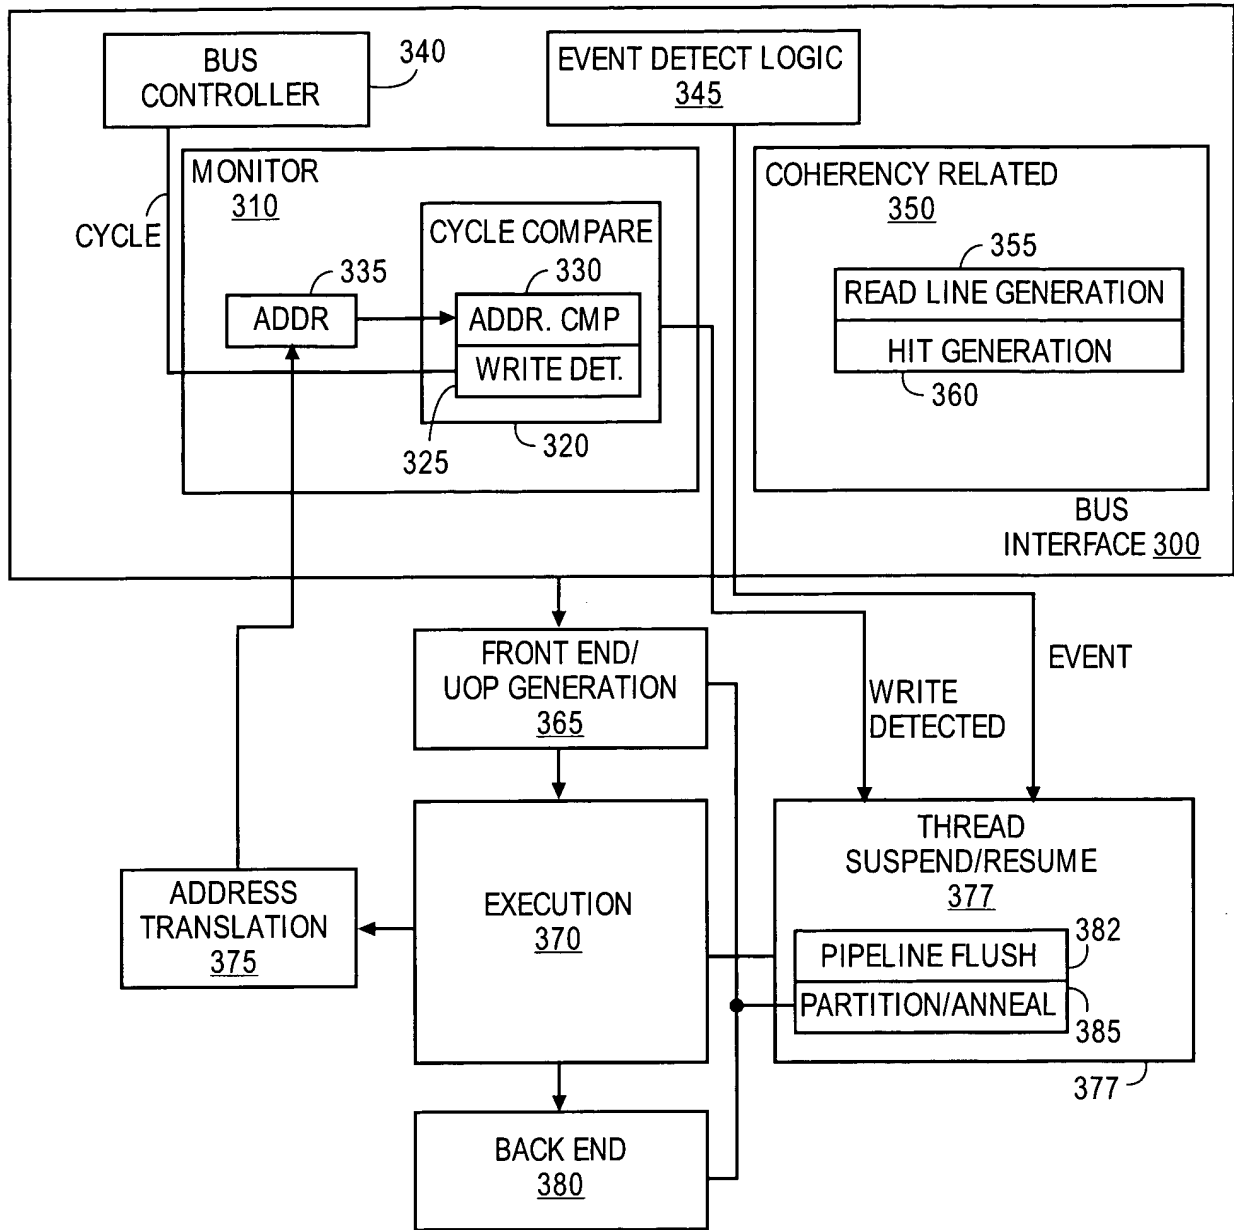 BUS
CONTROLLER
340
EVENT DETECT LOGIC
345
MONITOR
310
CYCLE
CYCLE COMPARE
335
330
ADDR
ADDR. CMP
WRITE DET.
325
320
COHERENCY RELATED
350
355
READ LINE GENERATION
HIT GENERATION
360
BUS
INTERFACE 300
FRONT END/
UOP GENERATION
365
WRITE
DETECTED
EVENT
ADDRESS
TRANSLATION
375
EXECUTION
370
THREAD
SUSPEND/RESUME
377
PIPELINE FLUSH
382
PARTITION/ANNEAL
385
377
BACK END
380